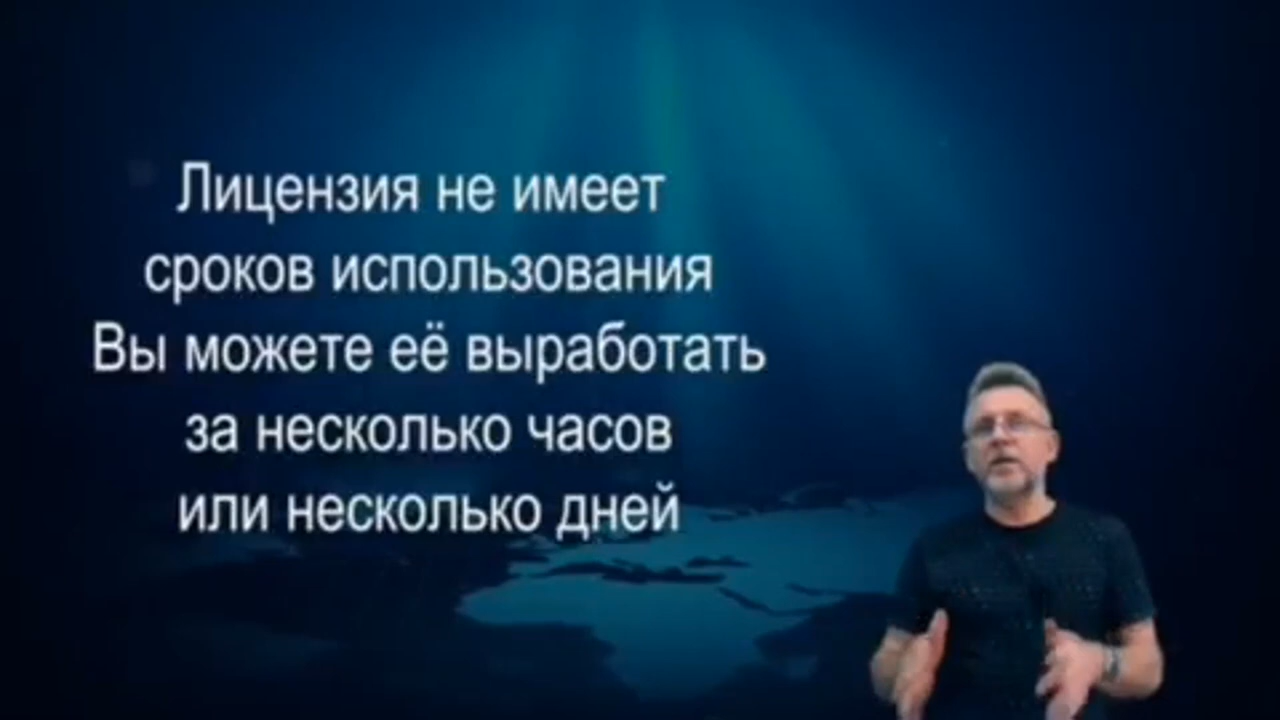 Лицензия не имеет
сроков использования
Вы можете её выработать
за несколько часов
или несколько дней